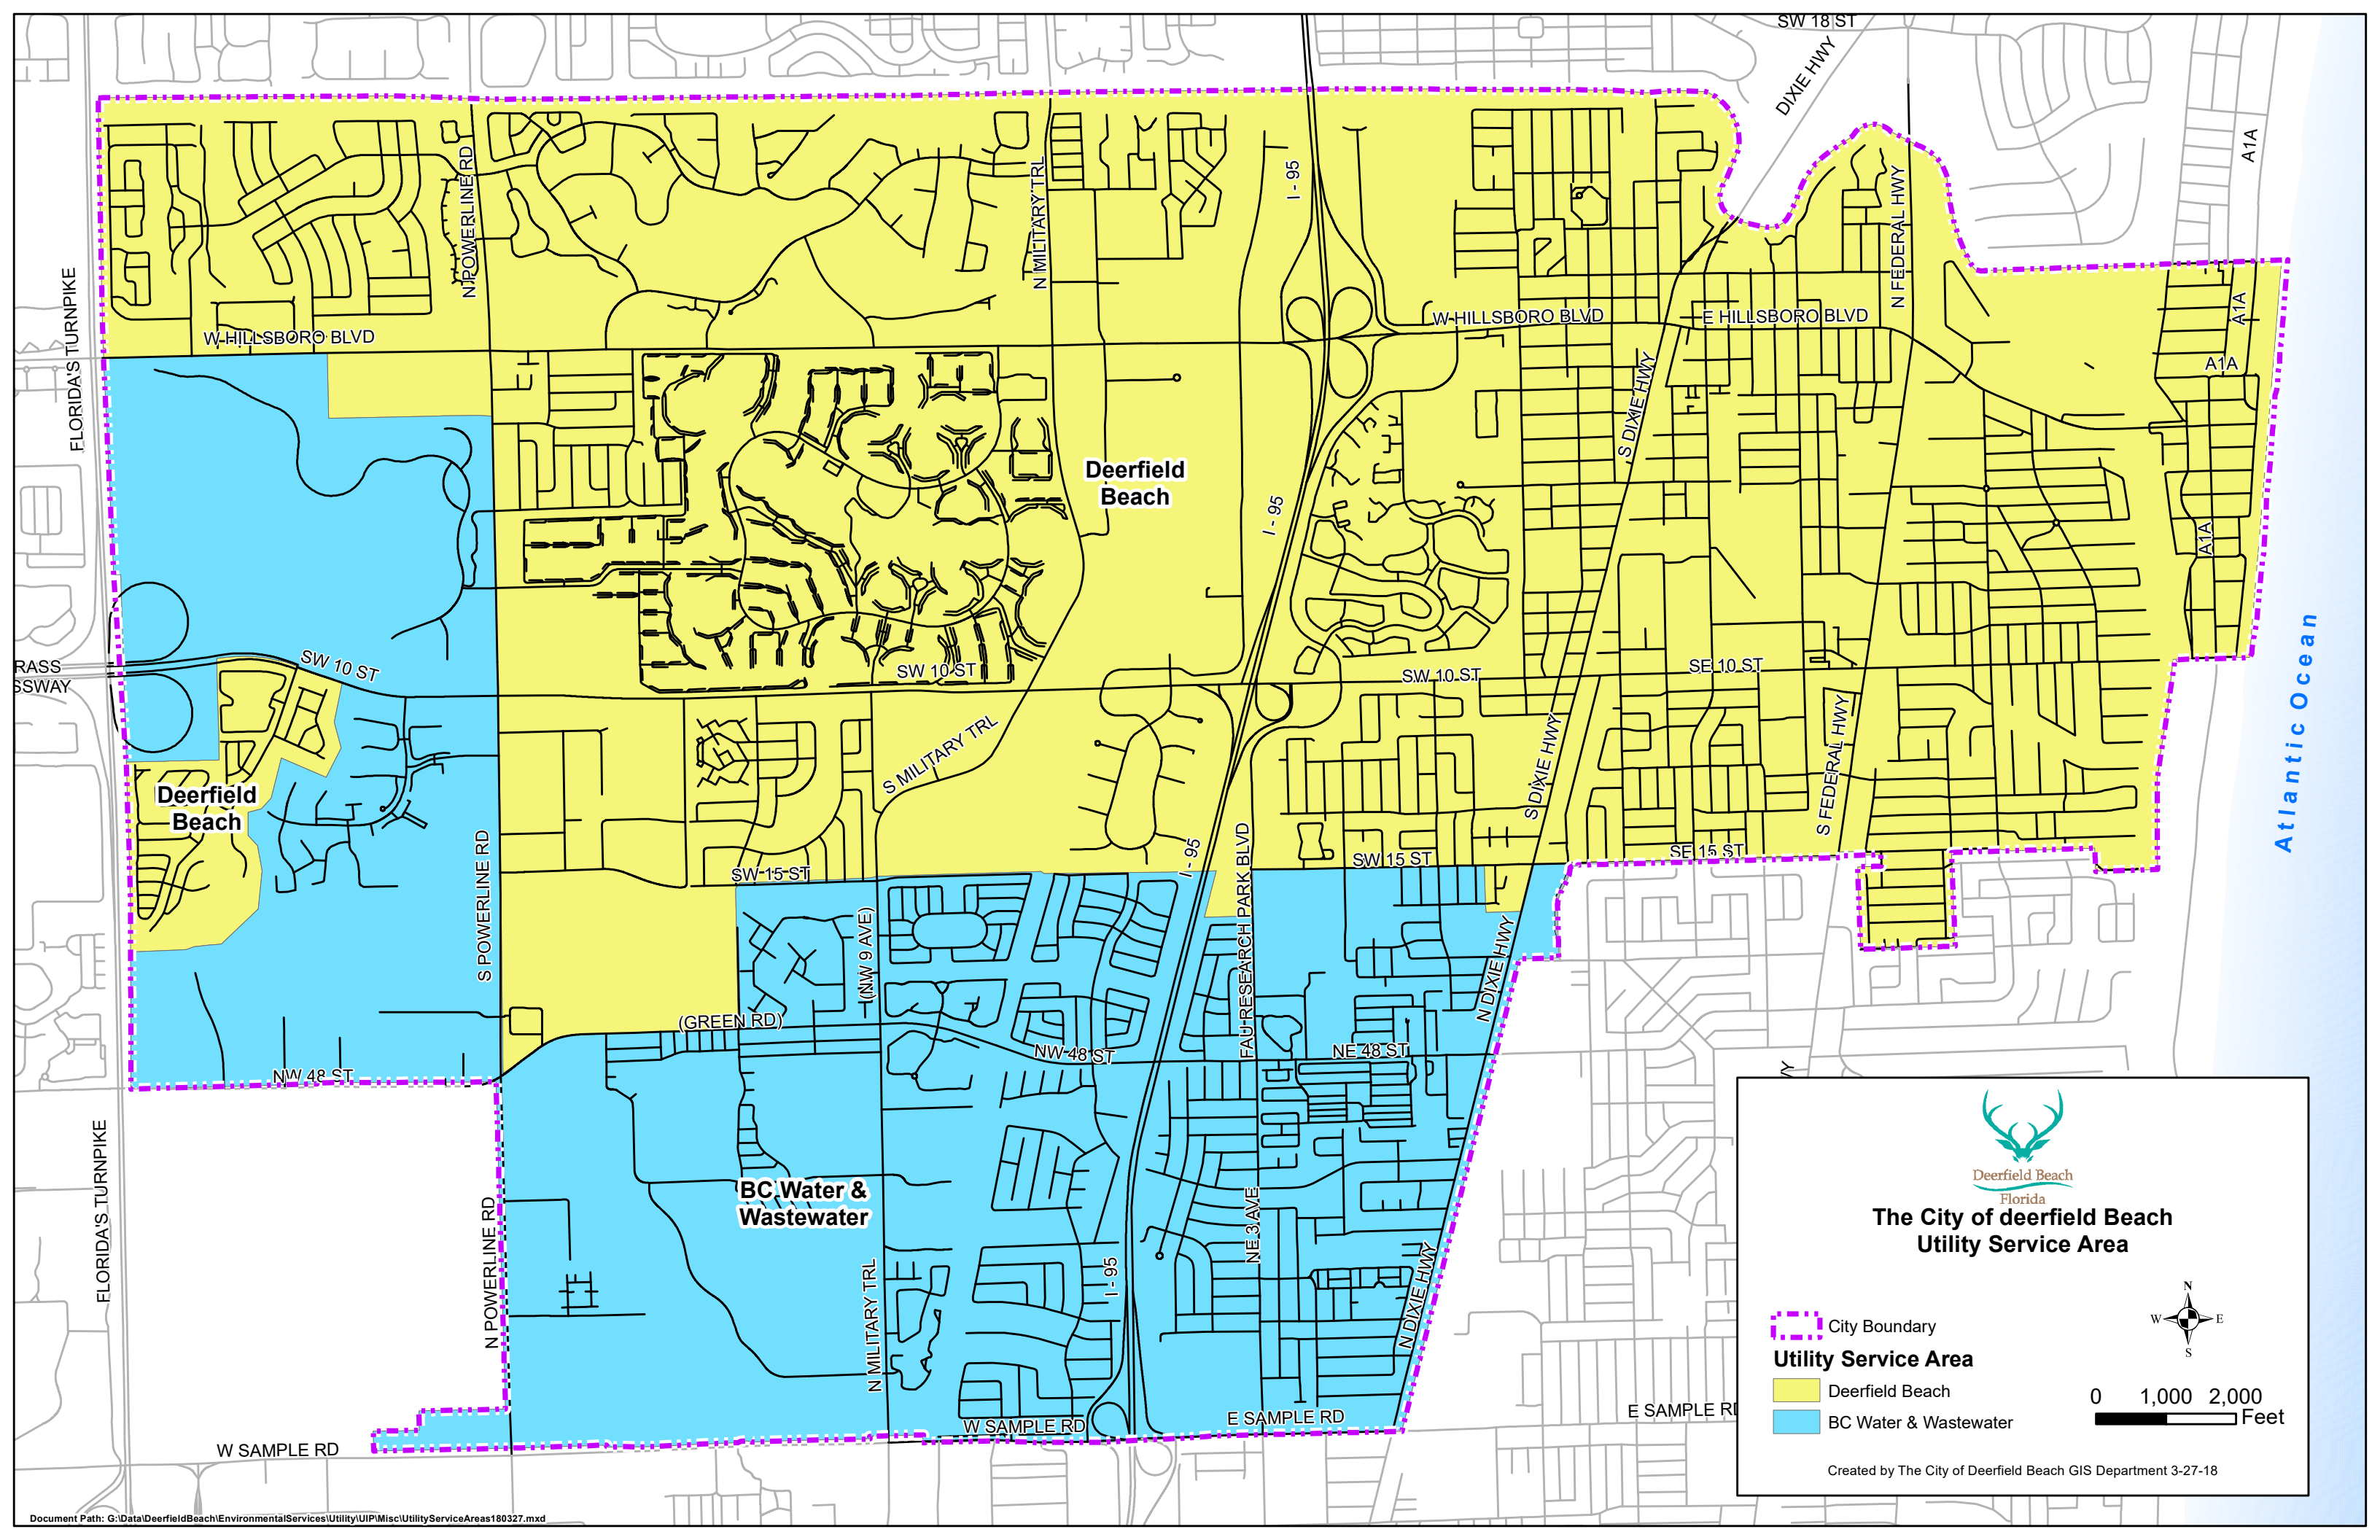 SW 18 ST
DIXIE HWY
A1A
N POWERLINE RD
N MILITARY TRL
I - 95
N FEDERAL HWY
FLORIDA'S TURNPIKE
W HILLSBORO BLVD
W HILLSBORO BLVD
E HILLSBORO BLVD
A1A
A1A
S DIXIE HWY
Deerfield
Beach
I - 95
A1A
RASS
SSWAY
SW 10 ST
SW 10 ST
SW 10 ST
SE 10 ST
Atlantic Ocean
S MILITARY TRL
S DIXIE HWY
S FEDERAL HWY
Deerfield
Beach
S POWERLINE RD
I - 95
FAU RESEARCH PARK BLVD
SW 15 ST
SW 15 ST
SE 15 ST
(N.W 9 AVE)
N DIXIE HWY
(GREEN RD)
NW 48 ST
NE 48 ST
NW 48 ST
WY
FLORIDA'S TURNPIKE
N POWERLINE RD
BC Water &
Wastewater
NE 3 AVE
N MILITARY TRL
I - 95
N DIXIE HWY
W SAMPLE RD
W SAMPLE RD
E SAMPLE RD
E SAMPLE RD
Deerfield Beach
Florida
The City of deerfield Beach
Utility Service Area
City Boundary
Utility Service Area
Deerfield Beach
BC Water & Wastewater
N
W
E
S
0 1,000 2,000
Feet
Created by The City of Deerfield Beach GIS Department 3-27-18
Document Path: G:\Data\DeerfieldBeach\EnvironmentalServices\Utility\UIP\Misc\UtilityServiceAreas180327.mxd